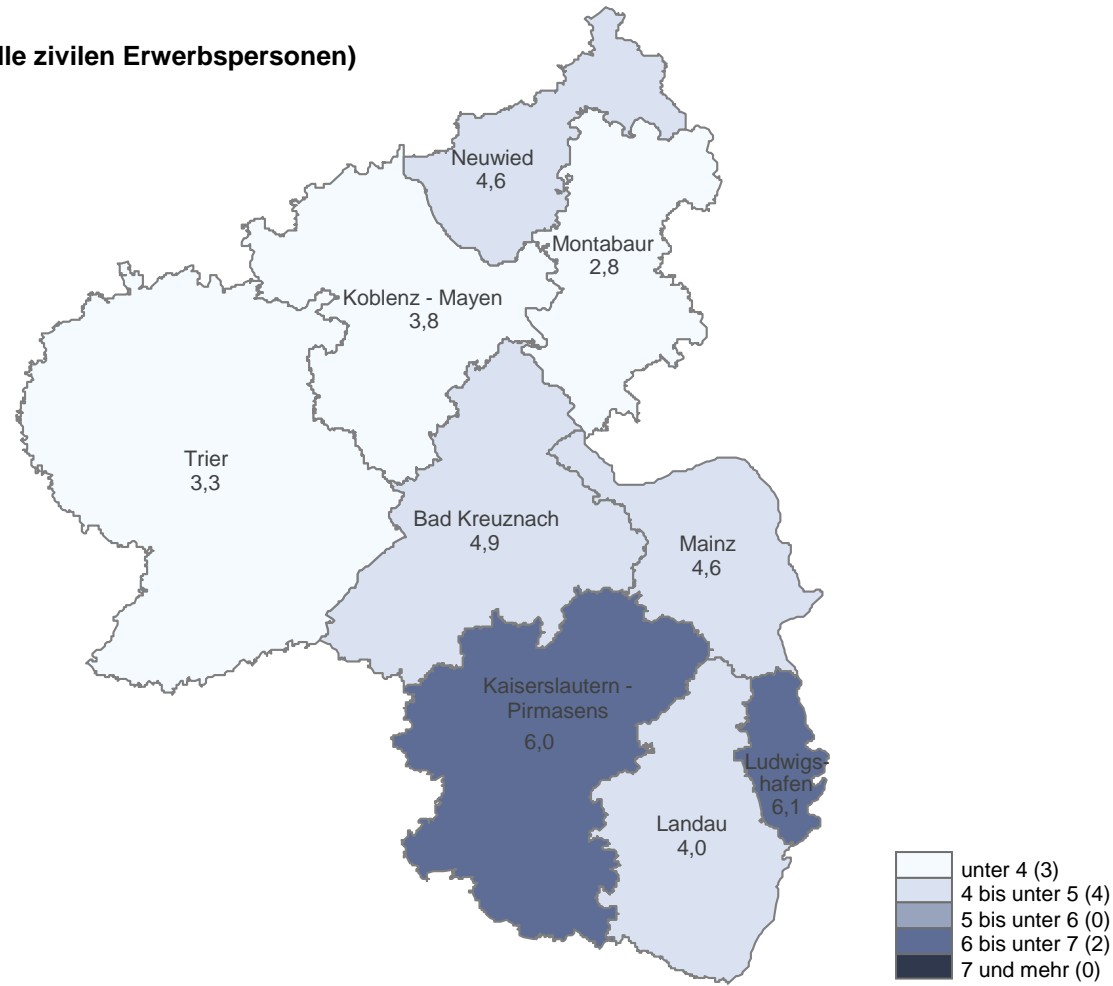 lle zivilen Erwerbspersonen)
Neuwied
4,6
Montabaur
2,8
Koblenz - Mayen
3,8
Trier
3,3
Bad Kreuznach
4,9
Mainz
4,6
Kaiserslautern -
Pirmasens
6,0
Ludwigs-
hafen
6,1
Landau
4,0
unter 4 (3)
4 bis unter 5 (4)
5 bis unter 6 (0)
6 bis unter 7 (2)
7 und mehr (0)